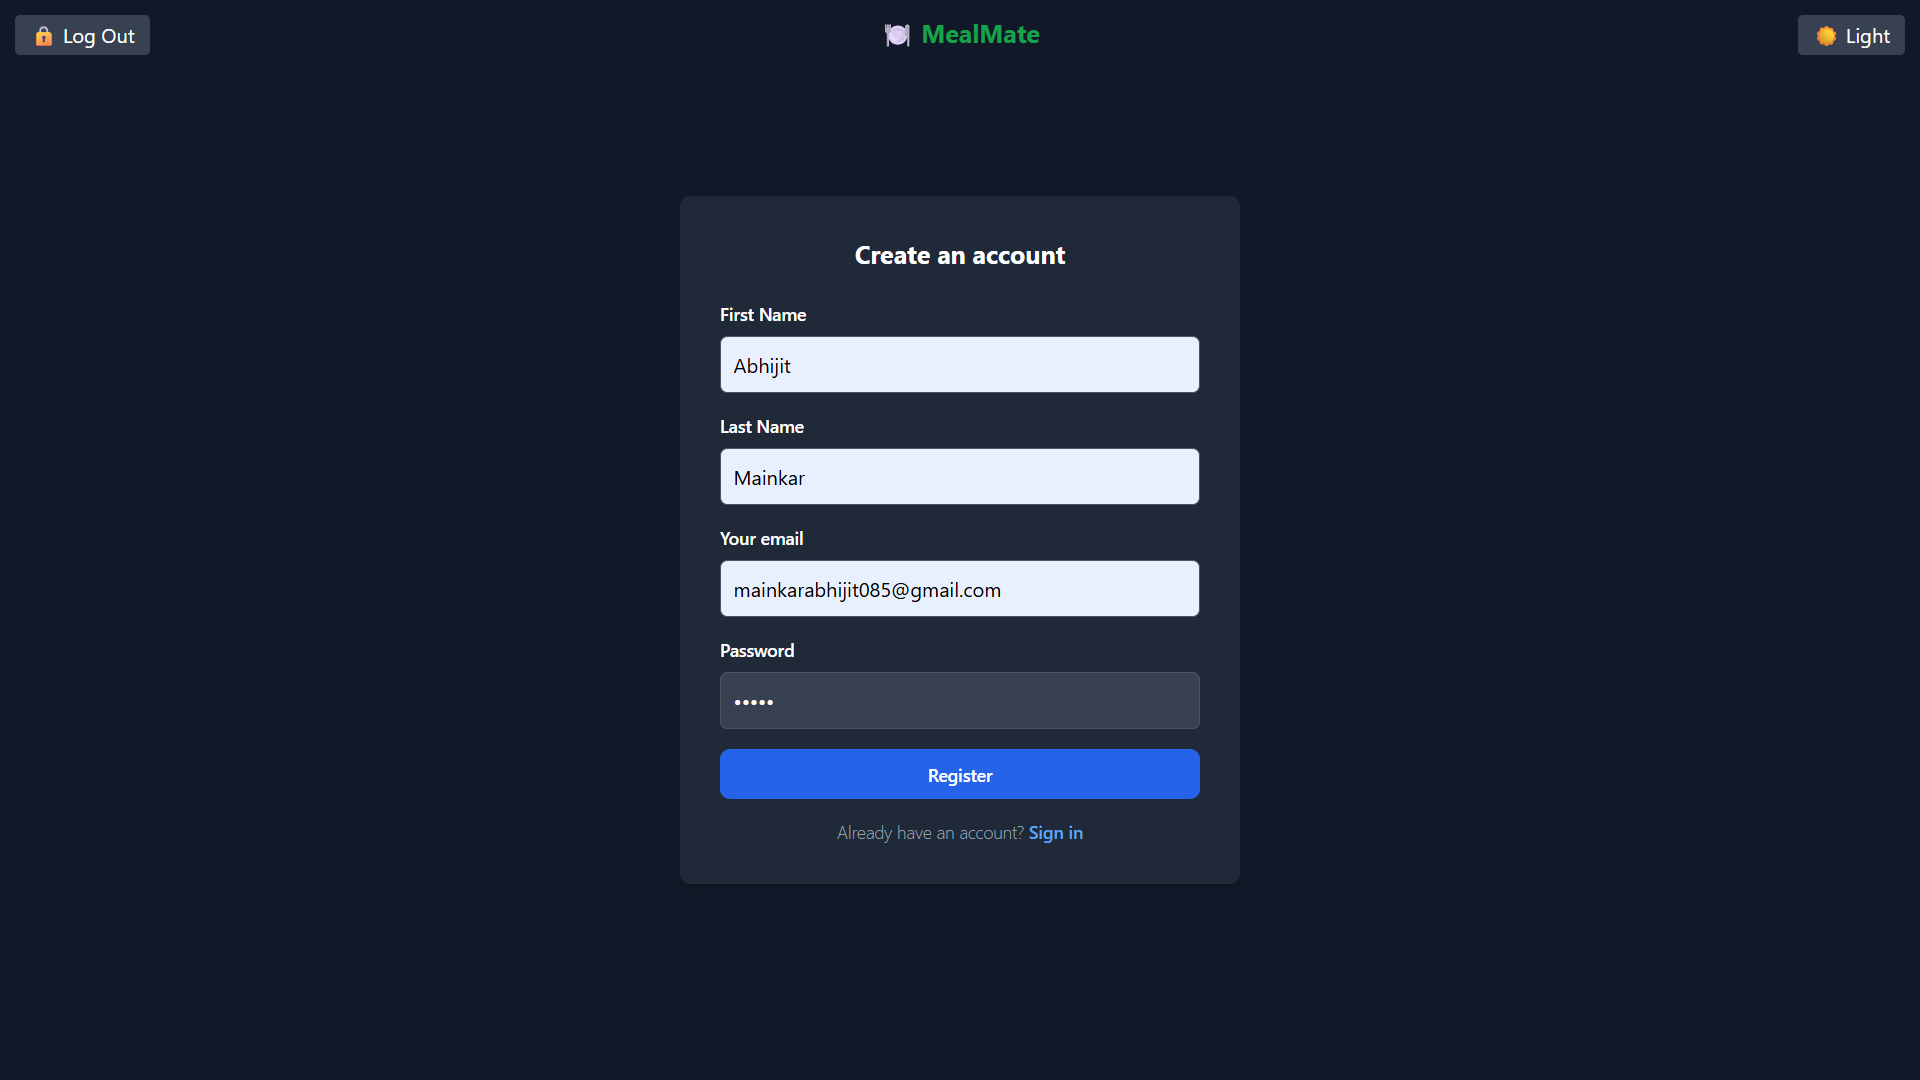 Log Out
MealMate
Light
Create an account
First Name
Abhijit
Last Name
Mainkar
Your email
mainkarabhijit085@gmail.com
Password
•••••
Register
Already have an account? Sign in